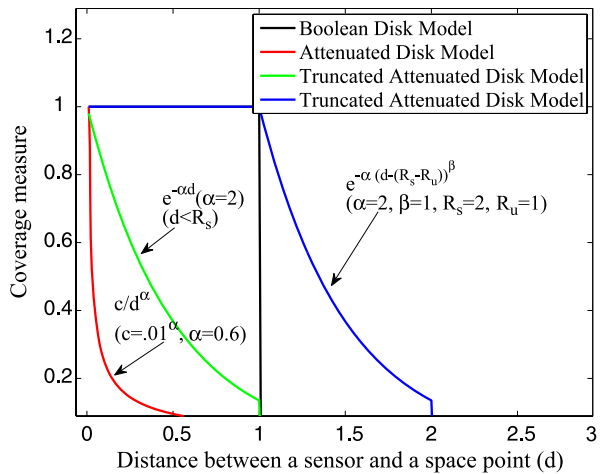 Boolean Disk Model
Attenuated Disk Model
Truncated Attenuated Disk Model
Truncated Attenuated Disk Model
1.2
1
0.8
0.6
0.4
0.2
Coverage measure
e^{-αd}(α=2)
(d<R_s)
e^{-α (d-(R_s-R_u))^β}
(α=2, β=1, R_s=2, R_u=1)
c/d^α
(c=.01^α, α=0.6)
0 0.5 1 1.5 2 2.5 3
Distance between a sensor and a space point (d)